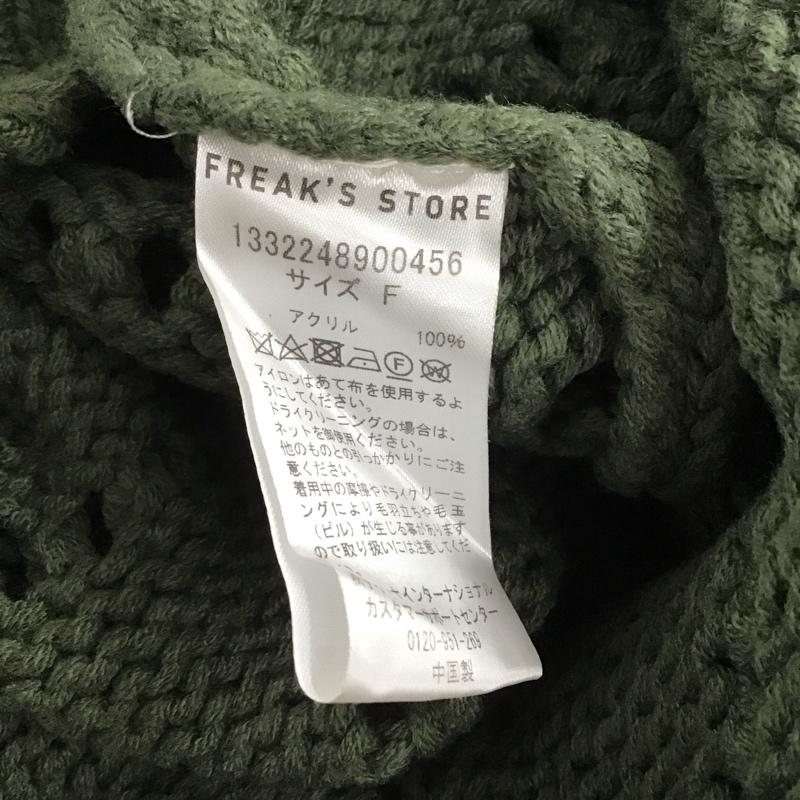 FREAK'S STORE
1332248900456
サイズ F
アクリル 100%
F W
アイロンはあて布を使用するよ
うにしてください。
ドライクリーニングの場合は、
ネットを御使用ください。
他のものとの引っかかりにご注
意ください。
着用中の摩擦やドライクリーニ
ングにより毛羽立ちや毛玉
(ピル)が生じる事があります
ので取り扱いには注意してくだ
インターナショナル
カスタマーサポートセンター
0120-951-269
中国製